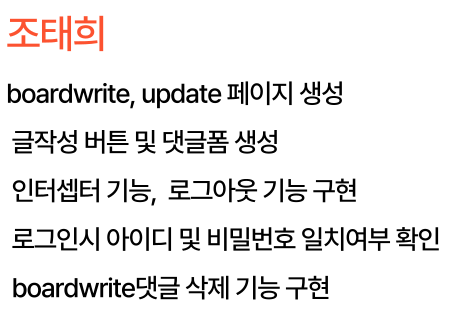 조태희
boardwrite, update 페이지 생성
글작성 버튼 및 댓글폼 생성
인터셉터 기능,  로그아웃 기능 구현
로그인시 아이디 및 비밀번호 일치여부 확인
boardwrite댓글 삭제 기능 구현